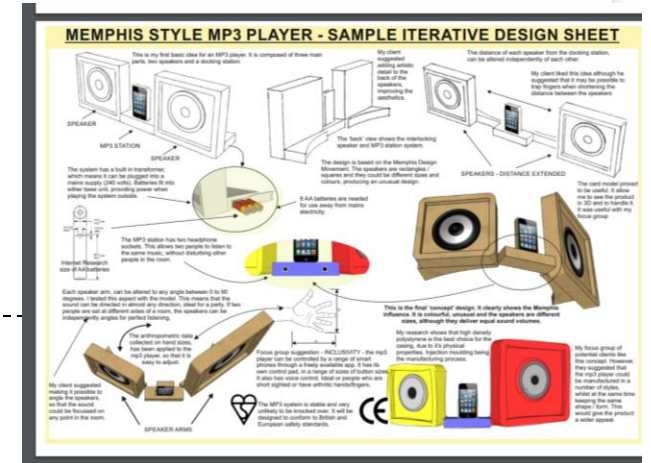 MEMPHIS STYLE MP3 PLAYER - SAMPLE ITERATIVE DESIGN SHEET
This is my first basic idea for an MP3 player. It is composed of three main
parts, two speakers and a docking station.
My client
suggested
adding artistic
detail to the
back of the
speakers,
improving the
aesthetics.
The distance of each speaker from the docking station,
can be altered independently of each other.
My client liked this idea although he
suggested that it may be possible to
trap fingers when shortening the
distance between the speakers
SPEAKER
MP3 STATION
SPEAKER
The 'back' view shows the interlocking
speaker and MP3 station system.
The design is based on the Memphis Design
Movement. The speakers are rectangles /
squares and they could be different sizes and
colours, producing an unusual design.
SPEAKERS - DISTANCE EXTENDED
The system has a built in transformer,
which means it can be plugged into a
mains supply (240 volts). Batteries fit into
either base unit, providing power when
playing the system outside.
6 AA batteries are needed
for use away from mains
electricity.
The card model proved
to be useful. It allow
me to see the product
in 3D and to handle it.
It was useful with my
focus group
Internet Research
size of AA batteries
The MP3 station has two headphone
sockets. This allows two people to listen to
the same music, without disturbing other
people in the room.
Each speaker arm, can be altered to any angle between 0 to 90
degrees. I tested this aspect with the model. This means that the
sound can be directed in almost any direction, ideal for a party. If two
people are sat at different sides of a room, the speakers can be
independently angles for perfect listening.
This is the final 'concept' design. It clearly shows the Memphis
influence. It is colourful, unusual and the speakers are different
sizes, although they deliver equal sound volumes.
The anthropometric data
collected on hand sizes,
has been applied to the
mp3 player, so that it is
easy to adjust.
My client suggested
making it possible to
angle the speakers,
so that the sound
could be focussed on
any point in the room.
SPEAKER ARMS
Focus group suggestion - INCLUSIVITY - the mp3
player can be controlled by a range of smart
phones through a freely available app. It has its
own control pad, in a range of sizes of button sizes.
It also has voice control. Ideal or people who are
short sighted or have arthritic hands/fingers.
The MP3 system is stable and very
unlikely to be knocked over. It will be
designed to conform to British and
European safety standards.
CE
My research shows that high density
polystyrene is the best choice for the
casing, due to it's physical
properties. Injection moulding being
the manufacturing process.
My focus group of
potential clients like
this concept. However,
they suggested that
the mp3 player could
be manufactured in a
number of styles,
whilst at the same time
keeping the same
shape / form. This
would give the product
a wider appeal.